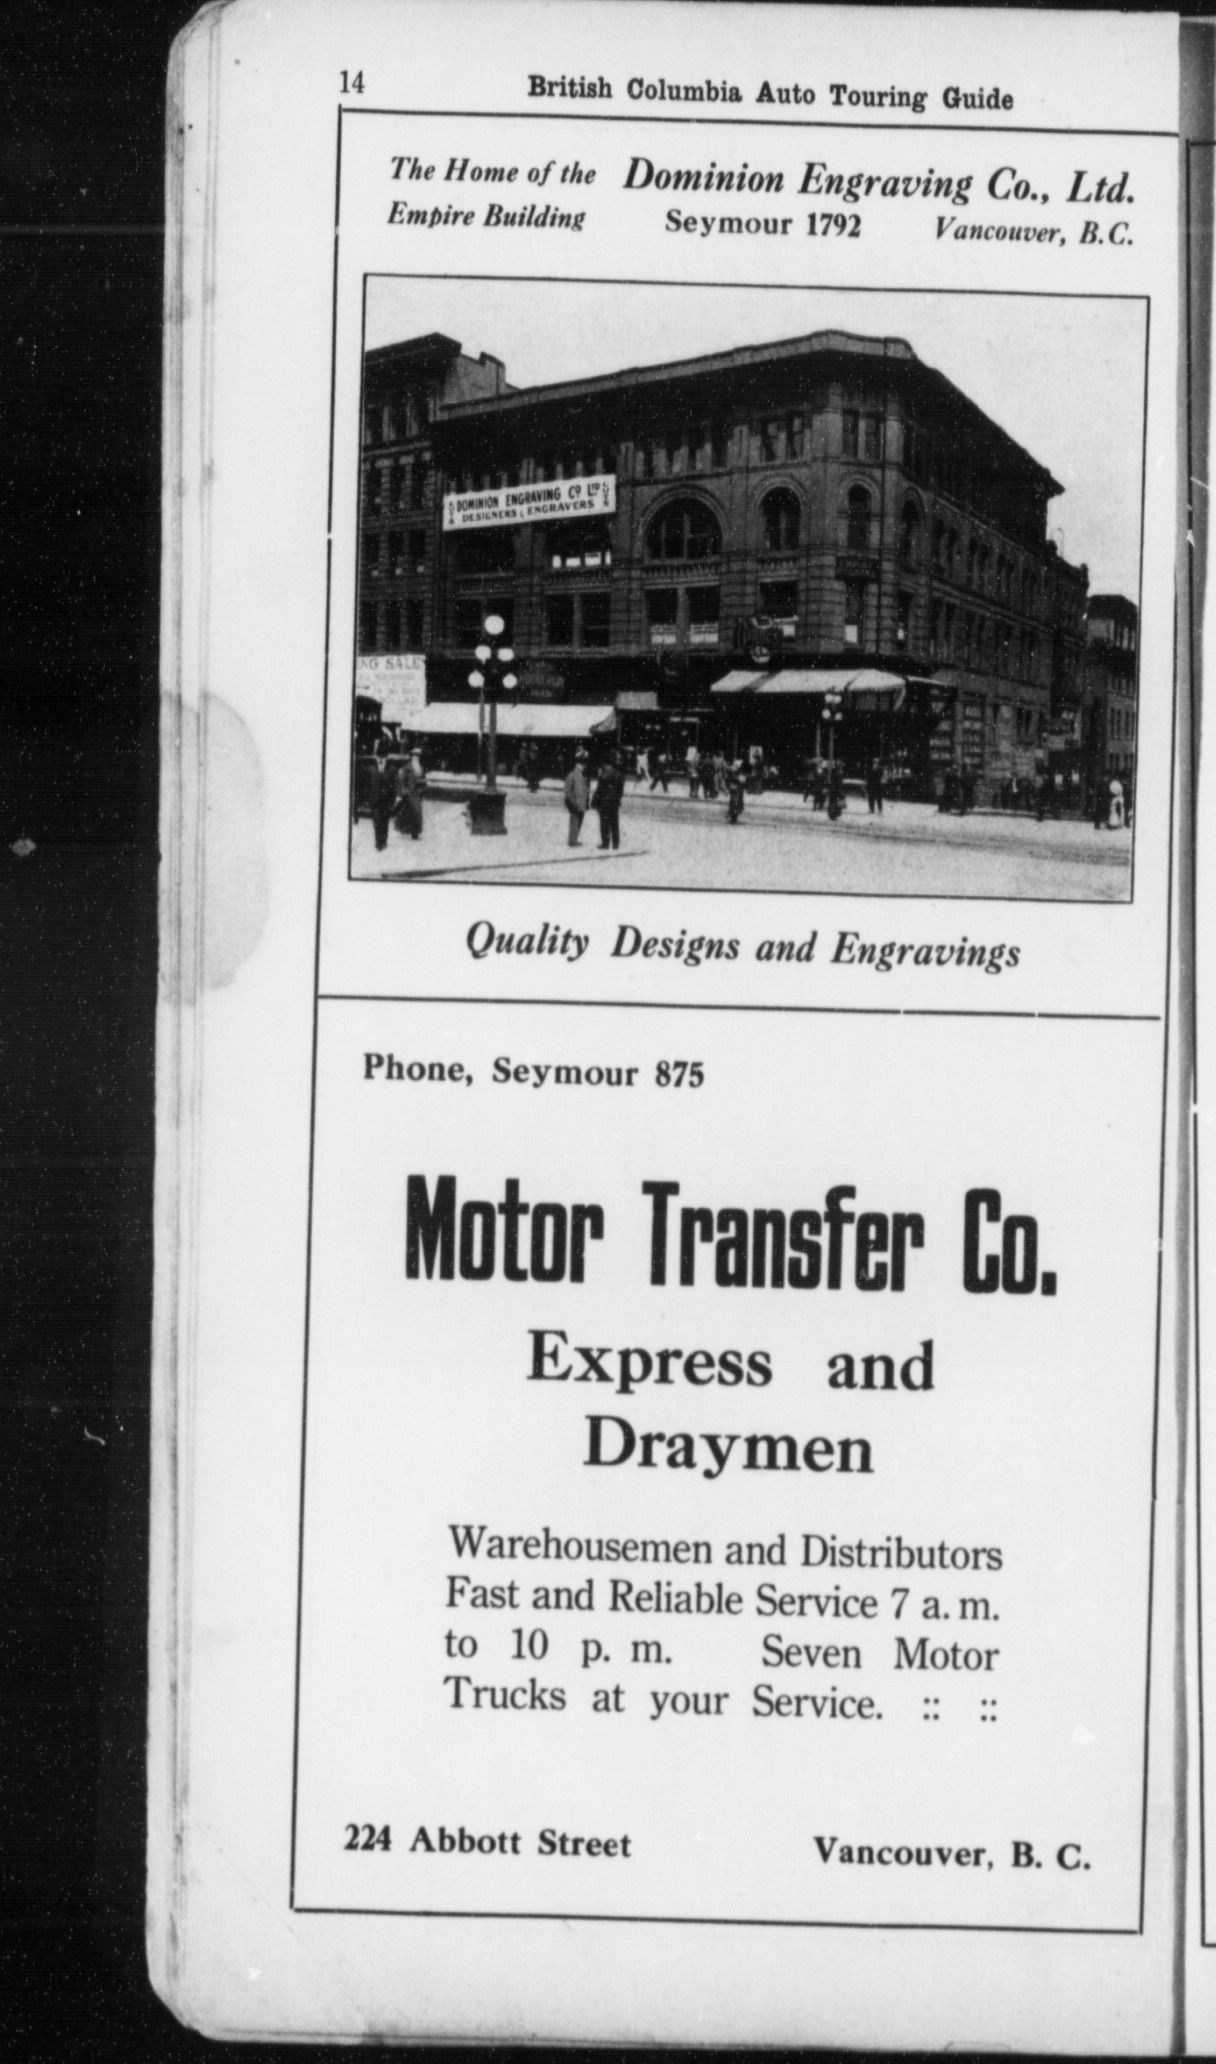 14
British Columbia Auto Touring Guide
The Home of the Dominion Engraving Co., Ltd.
Empire Building Seymour 1792 Vancouver, B.C.
DOMINION ENGRAVING CO LTD
DESIGNERS & ENGRAVERS
NG SALE
Quality Designs and Engravings
Phone, Seymour 875
Motor Transfer Co.
Express and
Draymen
Warehousemen and Distributors
Fast and Reliable Service 7 a. m.
to 10 p. m. Seven Motor
Trucks at your Service. :: ::
224 Abbott Street Vancouver, B. C.